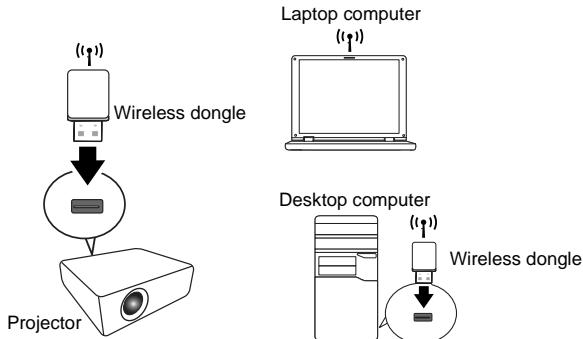 Laptop computer
Wireless dongle
Desktop computer
Wireless dongle
Projector